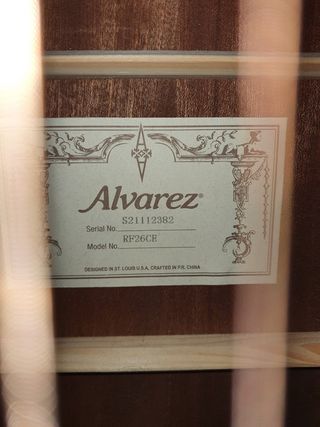 Alvarez®
S21112382
Serial No.
RF26CE
Model No.
DESIGNED IN ST. LOUIS U.S.A, CRAFTED IN P.R. CHINA